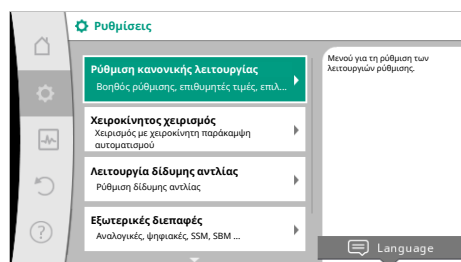 Ρυθμίσεις
Ρύθμιση κανονικής λειτουργίας
Βοηθός ρύθμισης, επιθυμητές τιμές, επιλ...
Χειροκίνητος χειρισμός
Χειρισμός με χειροκίνητη παράκαμψη
αυτοματισμού
Λειτουργία δίδυμης αντλίας
Ρύθμιση δίδυμης αντλίας
Εξωτερικές διεπαφές
Αναλογικές, ψηφιακές, SSM, SBM ...
Μενού για τη ρύθμιση των
λειτουργιών ρύθμισης.
Language